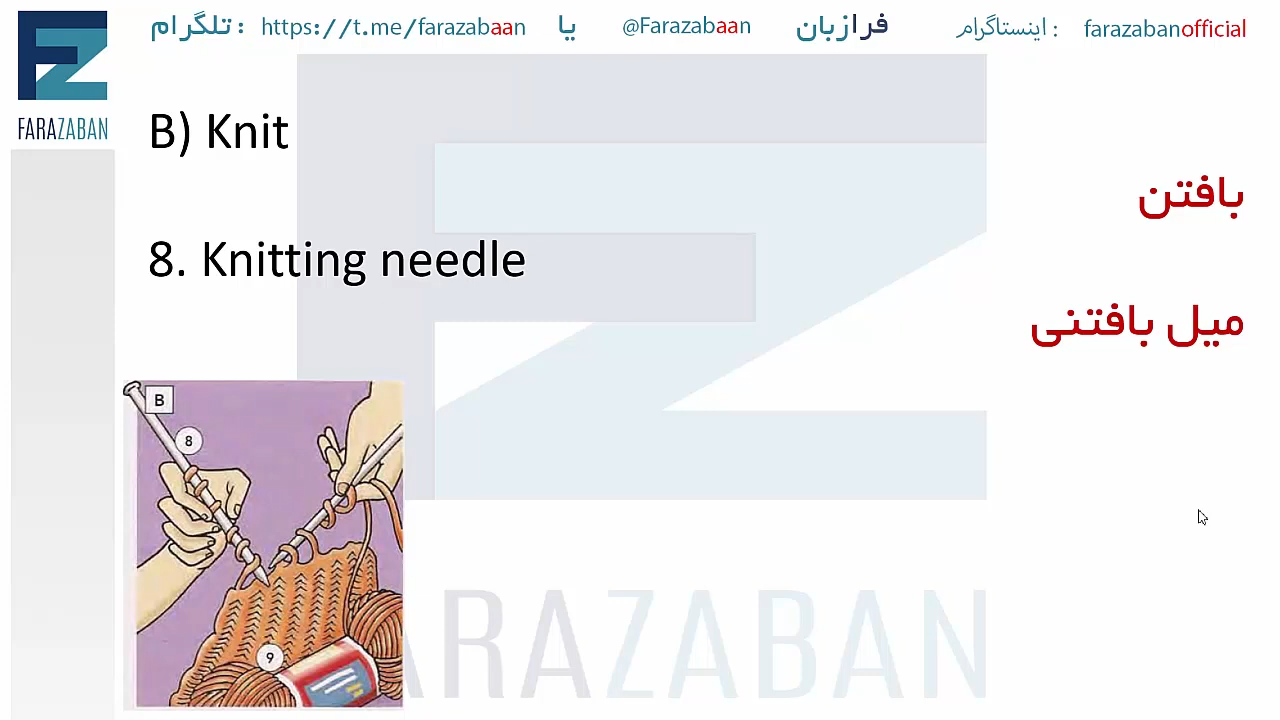 تلگرام : https://t.me/farazabaan یا @Farazabaan فرازبان اینستاگرام : farazabanofficial
FZ
FARAZABAN
B) Knit
بافتن
8. Knitting needle
میل بافتنی
B
8
9
FARAZABAN